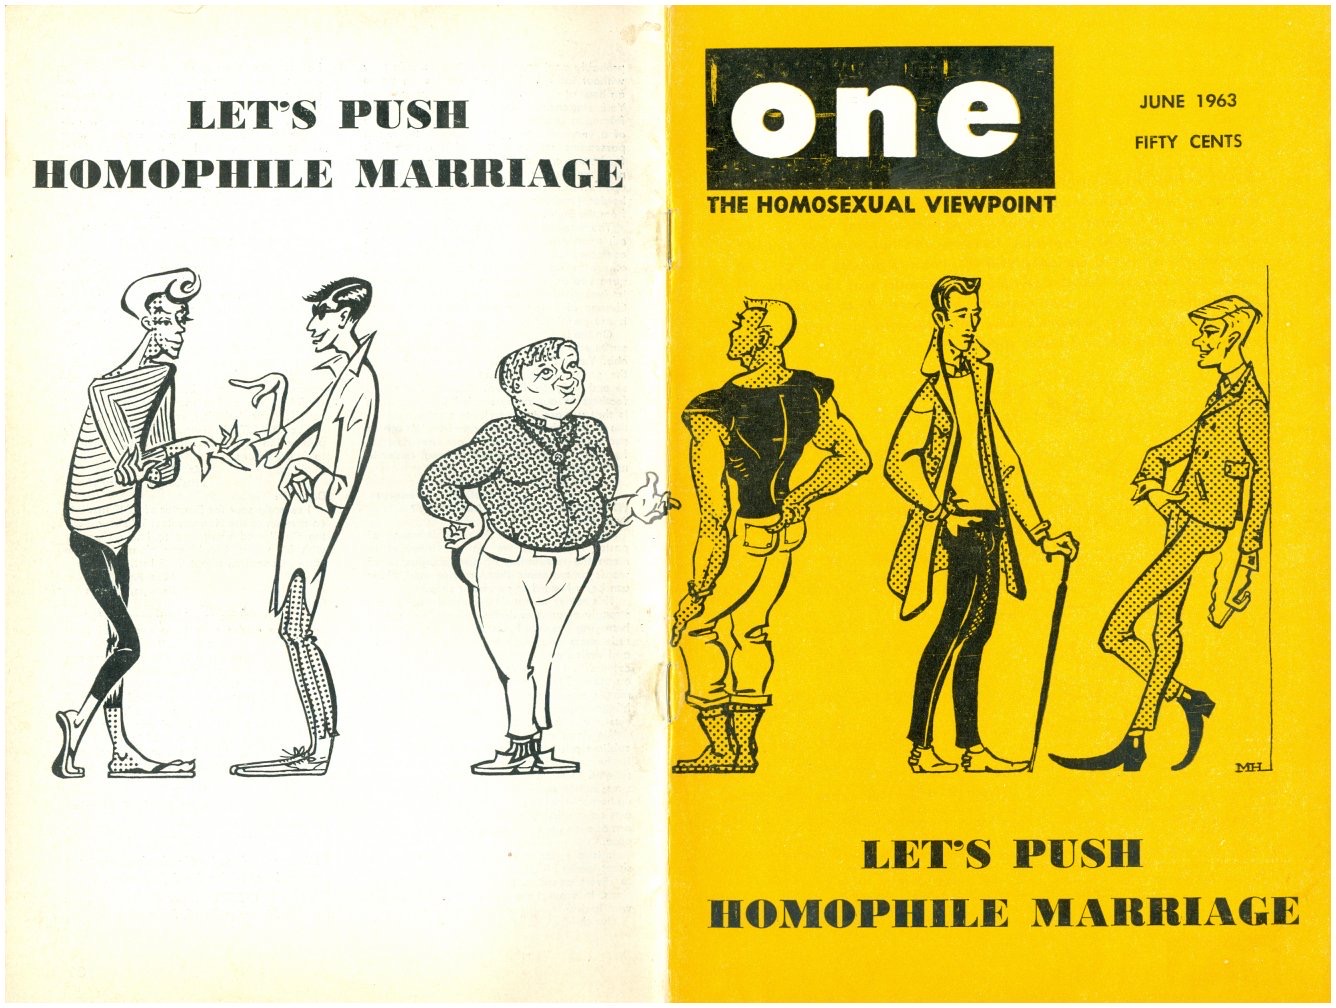 LET'S PUSH
HOMOPHILE MARRIAGE
one
THE HOMOSEXUAL VIEWPOINT
JUNE 1963
FIFTY CENTS
MH
LET'S PUSH
HOMOPHILE MARRIAGE